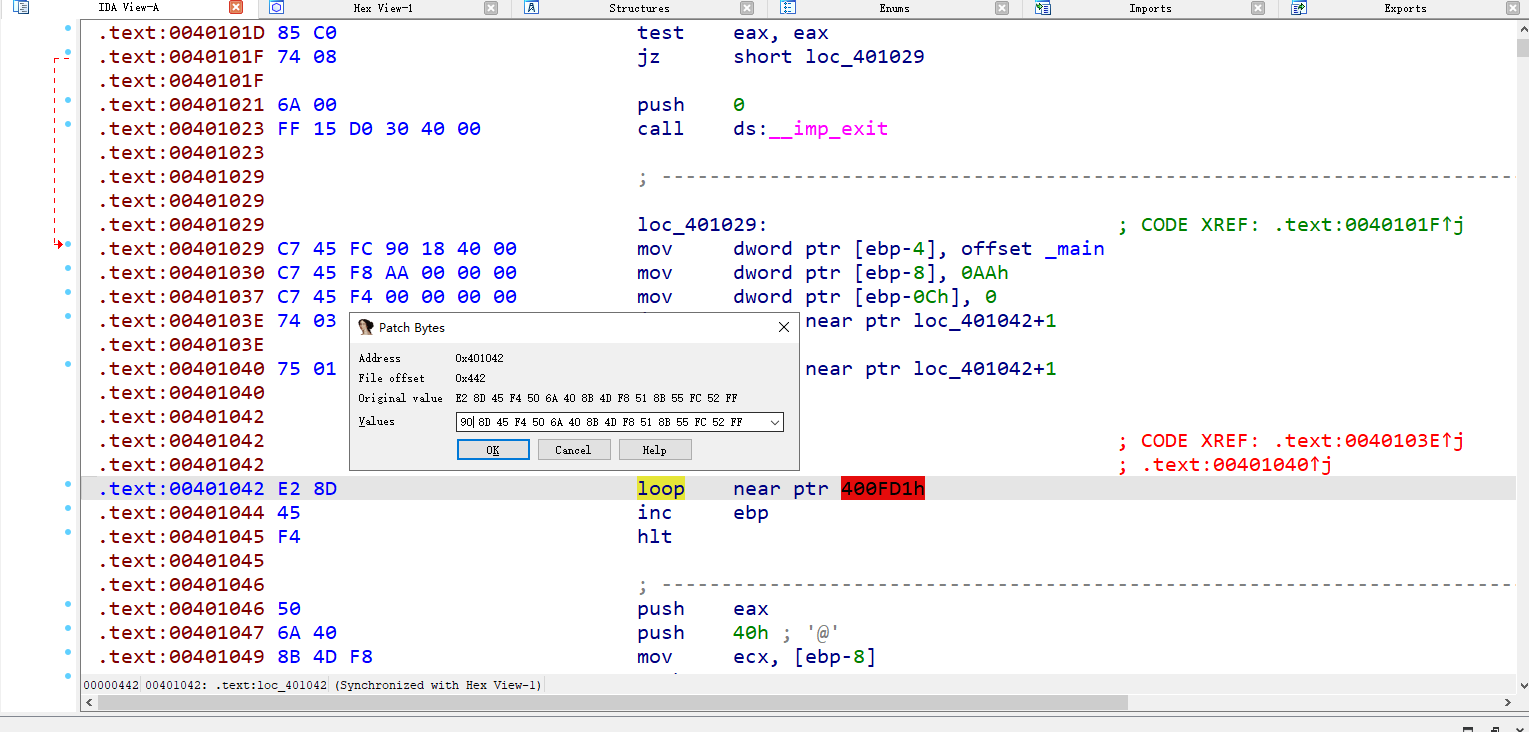 IDA View-A Hex View-1 Structures Enums Imports Exports
.text:0040101D 85 C0 test eax, eax
.text:0040101F 74 08 jz short loc_401029
.text:0040101F
.text:00401021 6A 00 push 0
.text:00401023 FF 15 D0 30 40 00 call ds:__imp_exit
.text:00401023
.text:00401029 ; ---------------------------------------------------------------------------
.text:00401029
.text:00401029 loc_401029: ; CODE XREF: .text:0040101F↑j
.text:00401029 C7 45 FC 90 18 40 00 mov dword ptr [ebp-4], offset _main
.text:00401030 C7 45 F8 AA 00 00 00 mov dword ptr [ebp-8], 0AAh
.text:00401037 C7 45 F4 00 00 00 00 mov dword ptr [ebp-0Ch], 0
.text:0040103E 74 03 near ptr loc_401042+1
.text:0040103E
.text:00401040 75 01 near ptr loc_401042+1
.text:00401040
.text:00401042
.text:00401042 ; CODE XREF: .text:0040103E↑j
.text:00401042 ; .text:00401040↑j
.text:00401042 E2 8D loop near ptr 400FD1h
.text:00401044 45 inc ebp
.text:00401045 F4 hlt
.text:00401045
.text:00401046 ; ---------------------------------------------------------------------------
.text:00401046 50 push eax
.text:00401047 6A 40 push 40h ; '@'
.text:00401049 8B 4D F8 mov ecx, [ebp-8]
Patch Bytes
Address 0x401042
File offset 0x442
Original value E2 8D 45 F4 50 6A 40 8B 4D F8 51 8B 55 FC 52 FF
Values 90 8D 45 F4 50 6A 40 8B 4D F8 51 8B 55 FC 52 FF
OK Cancel Help
00000442 00401042: .text:loc_401042 (Synchronized with Hex View-1)